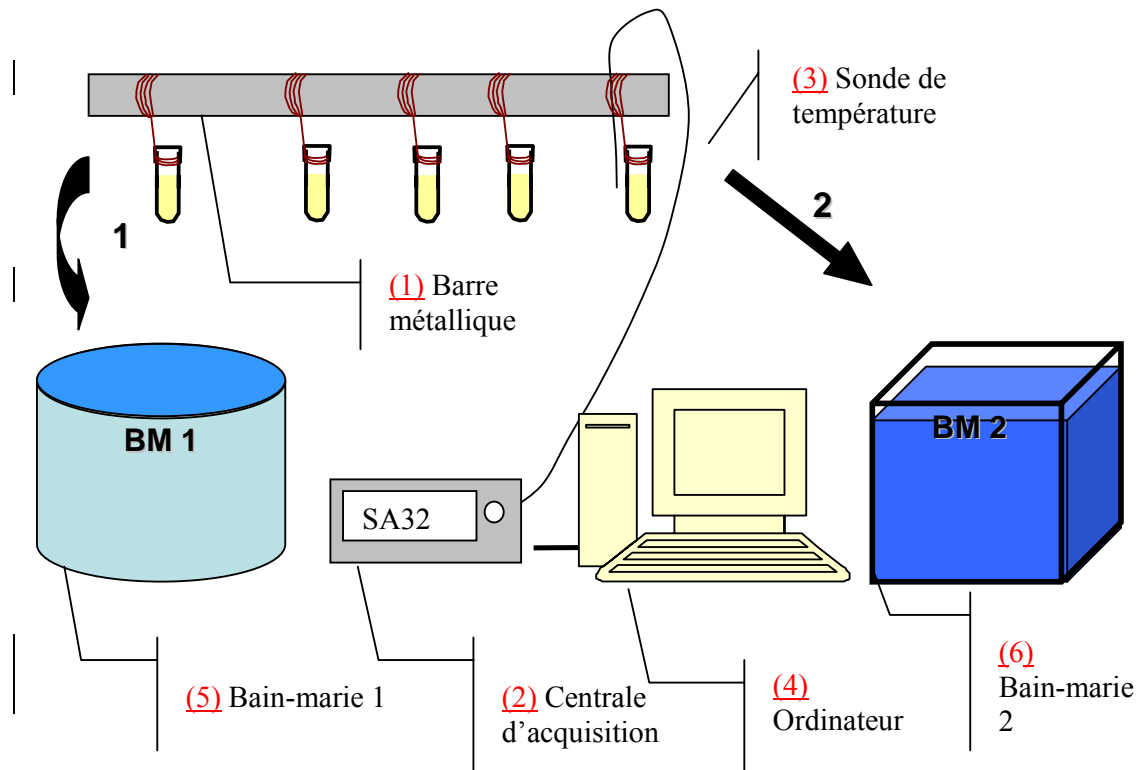 (3) Sonde de
température
1
2
(1) Barre
métallique
BM 1
BM 2
SA32
(5) Bain-marie 1
(2) Centrale
d’acquisition
(4)
Ordinateur
(6)
Bain-marie
2